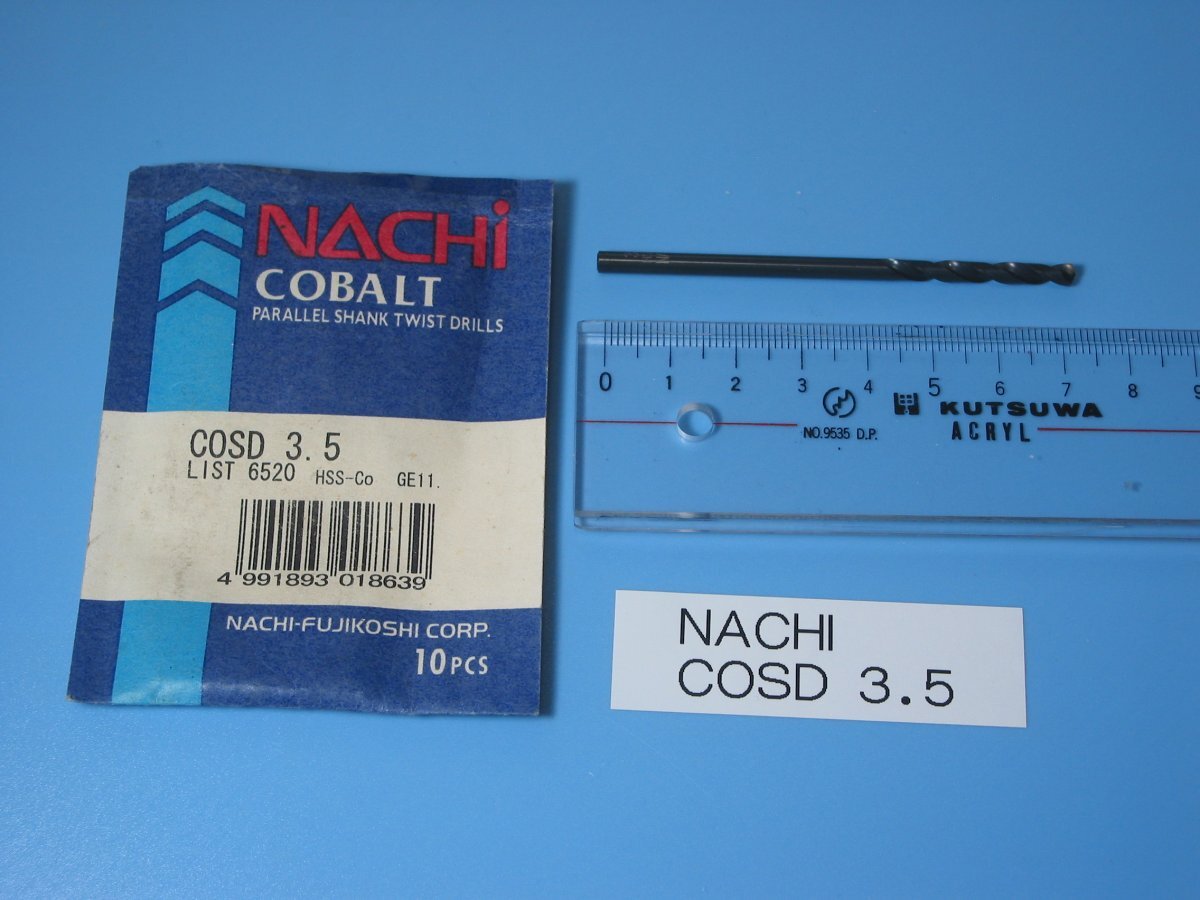 NACHi
COBALT
PARALLEL SHANK TWIST DRILLS
COSD 3.5
LIST 6520 HSS-Co GE11.
4 991893 018639
NACHI-FUJIKOSHI CORP.
10PCS
0 1 2 3 4 5 6 7 8 9
KUTSUWA
NO.9535 D.P.
ACRYL
NACHI
COSD 3.5